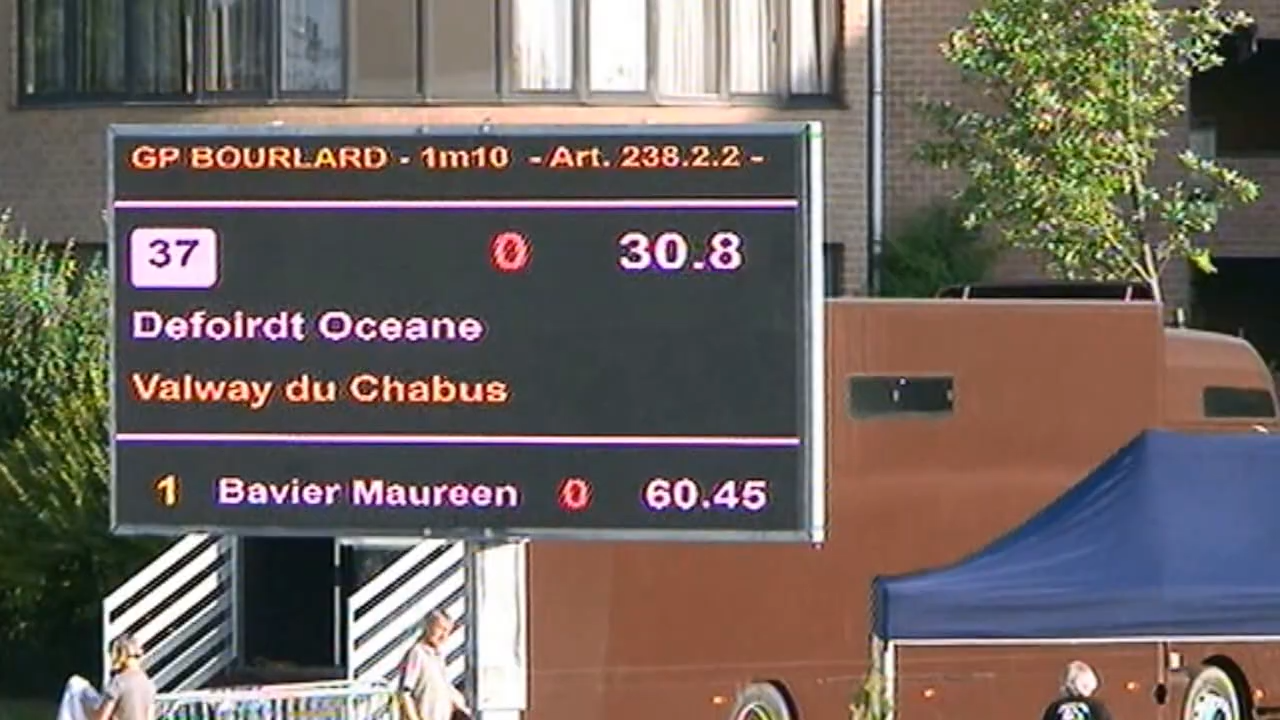 GP BOURLARD - 1m10 - Art. 238.2.2 -
37 0 30.8
Defoirdt Oceane
Valway du Chabus
1 Bavier Maureen 0 60.45